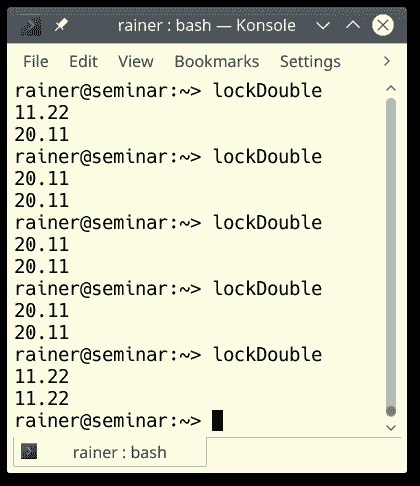 rainer : bash — Konsole
File Edit View Bookmarks Settings
rainer@seminar:~> lockDouble
11.22
20.11
rainer@seminar:~> lockDouble
20.11
20.11
rainer@seminar:~> lockDouble
20.11
20.11
rainer@seminar:~> lockDouble
20.11
20.11
rainer@seminar:~> lockDouble
11.22
11.22
rainer@seminar:~>
rainer : bash